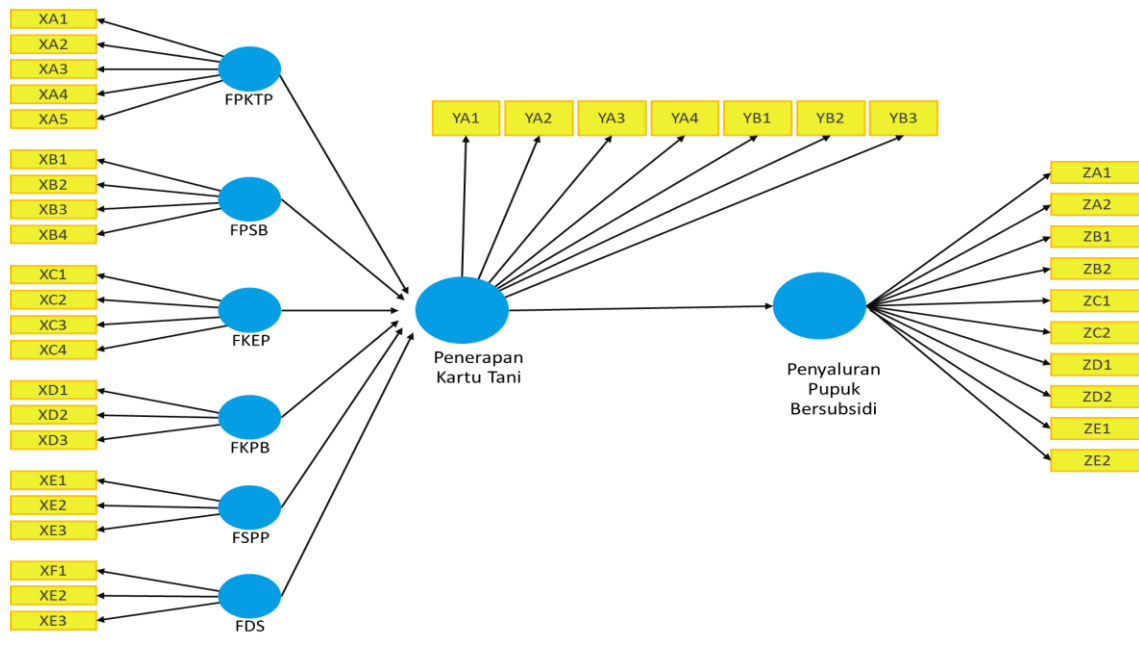 XA1
XA2
XA3
XA4
XA5
FPKTP
XB1
XB2
XB3
XB4
FPSB
XC1
XC2
XC3
XC4
FKEP
XD1
XD2
XD3
FKPB
XE1
XE2
XE3
FSPP
XF1
XE2
XE3
FDS
YA1
YA2
YA3
YA4
YB1
YB2
YB3
Penerapan
Kartu Tani
Penyaluran
Pupuk
Bersubsidi
ZA1
ZA2
ZB1
ZB2
ZC1
ZC2
ZD1
ZD2
ZE1
ZE2